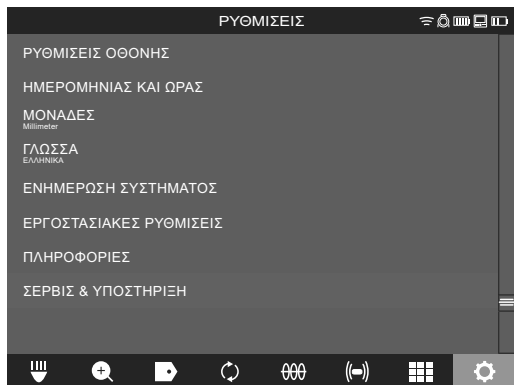 ΡΥΘΜΙΣΕΙΣ
ΡΥΘΜΙΣΕΙΣ ΟΘΟΝΗΣ
ΗΜΕΡΟΜΗΝΙΑΣ ΚΑΙ ΩΡΑΣ
ΜΟΝΑΔΕΣ
Millimeter
ΓΛΩΣΣΑ
ΕΛΛΗΝΙΚΑ
ΕΝΗΜΕΡΩΣΗ ΣΥΣΤΗΜΑΤΟΣ
ΕΡΓΟΣΤΑΣΙΑΚΕΣ ΡΥΘΜΙΣΕΙΣ
ΠΛΗΡΟΦΟΡΙΕΣ
ΣΕΡΒΙΣ & ΥΠΟΣΤΗΡΙΞΗ